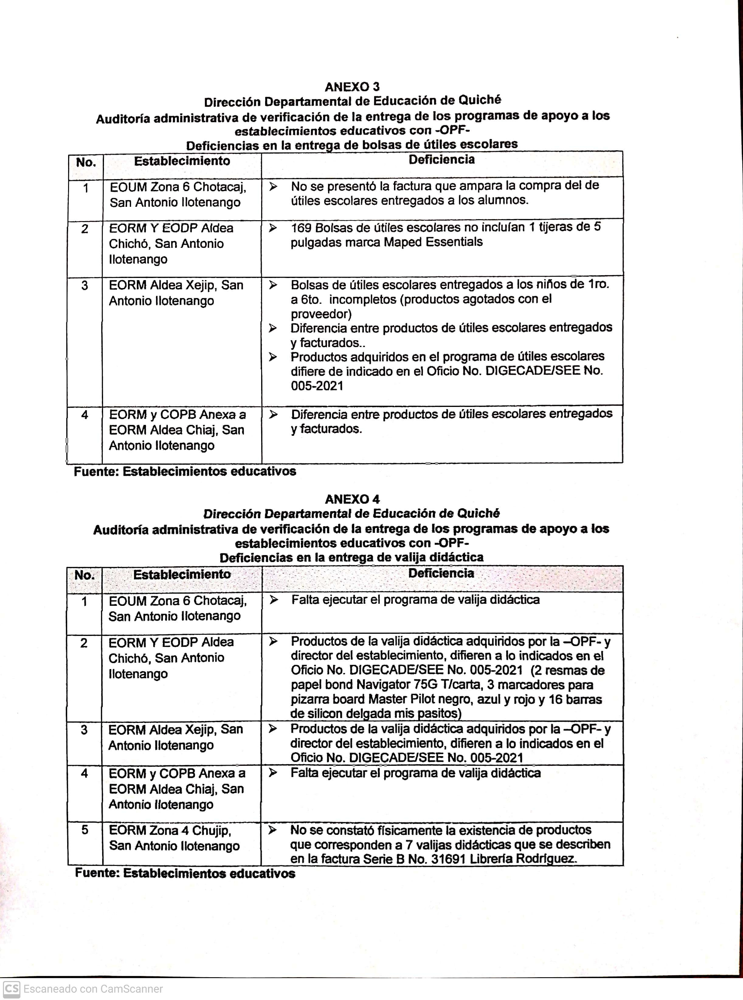 ANEXO 3
Dirección Departamental de Educación de Quiché
Auditoría administrativa de verificación de la entrega de los programas de apoyo a los
establecimientos educativos con -OPF-
Deficiencias en la entrega de bolsas de útiles escolares
No. Establecimiento Deficiencia
1 EOUM Zona 6 Chotacaj,
San Antonio Ilotenango
➢ No se presentó la factura que ampara la compra del de
útiles escolares entregados a los alumnos.
2 EORM Y EODP Aldea
Chichó, San Antonio
Ilotenango
➢ 169 Bolsas de útiles escolares no incluían 1 tijeras de 5
pulgadas marca Maped Essentials
3 EORM Aldea Xejip, San
Antonio Ilotenango
➢ Bolsas de útiles escolares entregados a los niños de 1ro.
a 6to. incompletos (productos agotados con el
proveedor)
➢ Diferencia entre productos de útiles escolares entregados
y facturados..
➢ Productos adquiridos en el programa de útiles escolares
difiere de indicado en el Oficio No. DIGECADE/SEE No.
005-2021
4 EORM y COPB Anexa a
EORM Aldea Chiaj, San
Antonio Ilotenango
➢ Diferencia entre productos de útiles escolares entregados
y facturados.
Fuente: Establecimientos educativos
ANEXO 4
Dirección Departamental de Educación de Quiché
Auditoría administrativa de verificación de la entrega de los programas de apoyo a los
establecimientos educativos con -OPF-
Deficiencias en la entrega de valija didáctica
No. Establecimiento Deficiencia
1 EOUM Zona 6 Chotacaj,
San Antonio Ilotenango
➢ Falta ejecutar el programa de valija didáctica
2 EORM Y EODP Aldea
Chichó, San Antonio
Ilotenango
➢ Productos de la valija didáctica adquiridos por la –OPF- y
director del establecimiento, difieren a lo indicados en el
Oficio No. DIGECADE/SEE No. 005-2021 (2 resmas de
papel bond Navigator 75G T/carta, 3 marcadores para
pizarra board Master Pilot negro, azul y rojo y 16 barras
de silicon delgada mis pasitos)
3 EORM Aldea Xejip, San
Antonio Ilotenango
➢ Productos de la valija didáctica adquiridos por la –OPF- y
director del establecimiento, difieren a lo indicados en el
Oficio No. DIGECADE/SEE No. 005-2021
4 EORM y COPB Anexa a
EORM Aldea Chiaj, San
Antonio Ilotenango
➢ Falta ejecutar el programa de valija didáctica
5 EORM Zona 4 Chujip,
San Antonio Ilotenango
➢ No se constató físicamente la existencia de productos
que corresponden a 7 valijas didácticas que se describen
en la factura Serie B No. 31691 Librería Rodríguez.
Fuente: Establecimientos educativos
CS Escaneado con CamScanner